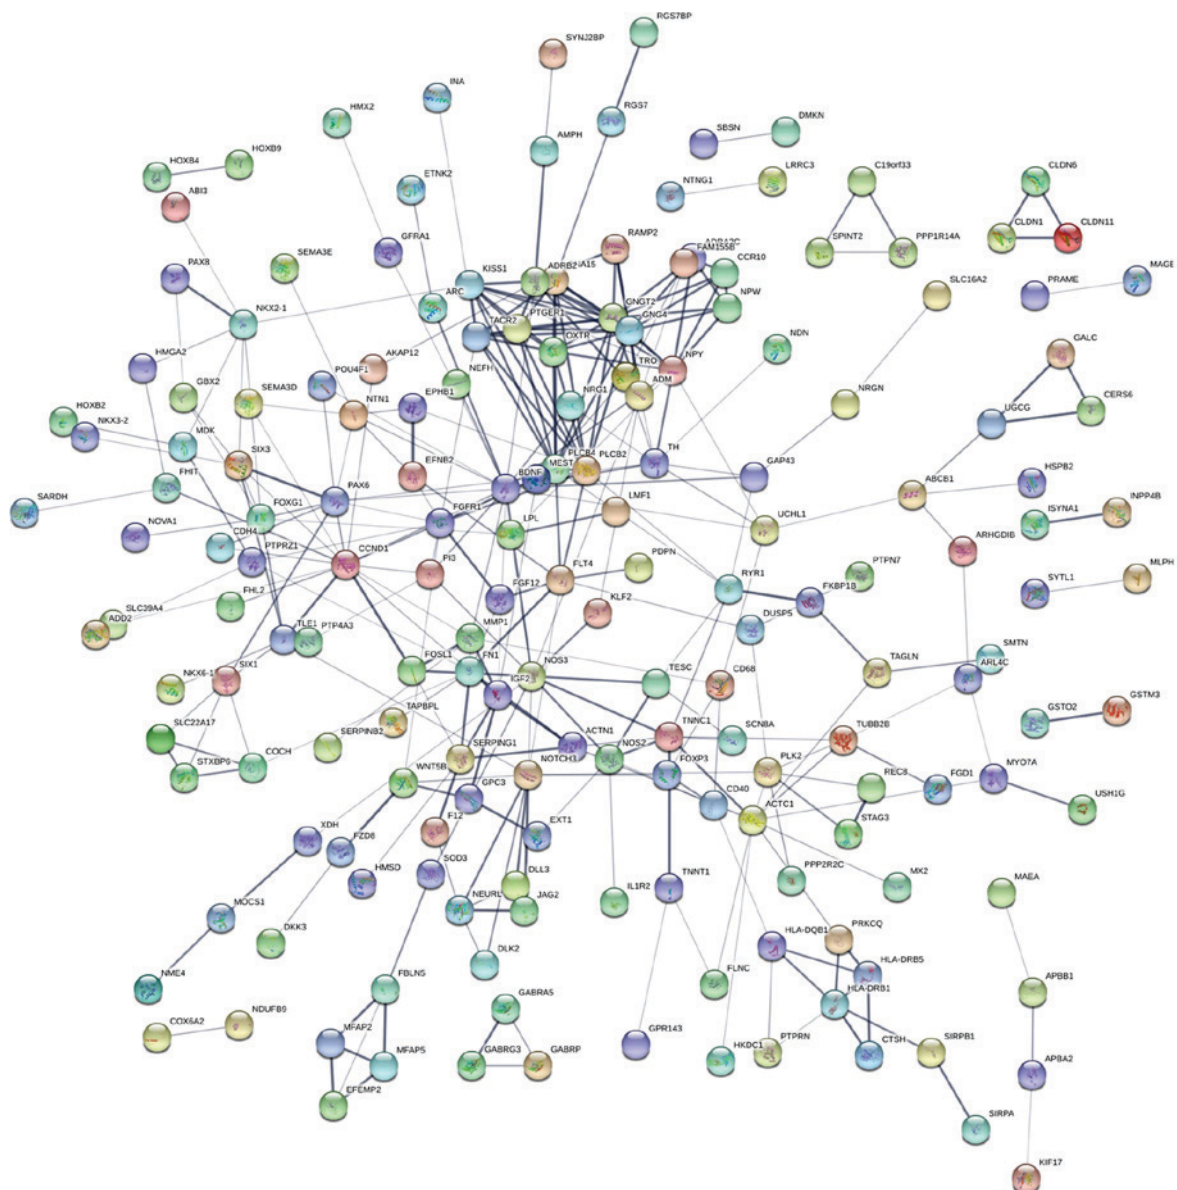 RGS7BP
SYNJ2BP
INA
HMX2
RGS7
DMKN
SBSN
AMPH
HOXB9
HOXB4
LRRC3
C19orf33
CLDN6
ETNK2
NTNG1
ABI3
GFRA1
RAMP2
FAM155B
CLDN1
CLDN11
SPINT2
PPP1R14A
SEMA3E
PAX8
KISS1
ADRB2
CCR10
MAGE
PRAME
SLC16A2
ARC
NPW
NKX2-1
TACR2
PTGER1
GNGT2
GNG4
OXTR
NDN
GALC
HMGA2
AKAP12
POU4F1
NEFH
TRO
NPY
GBX2
SEMA3D
NTN1
EPHB1
NRG1
ADM
NRGN
CERS6
UGCG
HOXB2
NKX3-2
MDK
SIX3
EFNB2
PLCB4
PLCB2
TH
GAP43
FHIT
PAX6
BDNF
MEST
ABCB1
HSPB2
SARDH
FOXG1
FGFR1
LPL
LMF1
UCHL1
ISYNA1
INPP4B
NOVA1
CDH4
PTPRZ1
CCND1
PI3
FLT4
PDPN
ARHGDIB
RYR1
PTPN7
MLPH
SYTL1
FHL2
FGF12
KLF2
FKBP1B
SLC39A4
ADD2
DUSP5
TLE1
PTP4A3
MMP1
SMTN
NKX6-1
SIX1
FOSL1
FN1
NOS3
TESC
CD68
TAGLN
ARL4C
IGF2
GSTM3
GSTO2
SLC22A17
TAPBPL
SERPINB2
ACTN1
TNNC1
SCN8A
TUBB2B
STXBP6
COCH
SERPING1
NOS2
WNT5B
NOTCH3
FOXP3
PLK2
REC8
FGD1
MYO7A
GPC3
CD40
ACTC1
USH1G
XDH
FZD8
F12
EXT1
STAG3
HMSD
SOD3
DLL3
TNNT1
PPP2R2C
MX2
MAEA
MOCS1
NEURL
JAG2
IL1R2
DKK3
HLA-DQB1
PRKCQ
DLK2
NME4
FLNC
HLA-DRB5
FBLN5
APBB1
HLA-DRB1
COX6A2
NDUFB9
GABRA5
MFAP2
GPR143
PTPRN
CTSH
SIRPB1
HKDC1
MFAP5
GABRG3
GABRP
APBA2
EFEMP2
SIRPA
KIF17